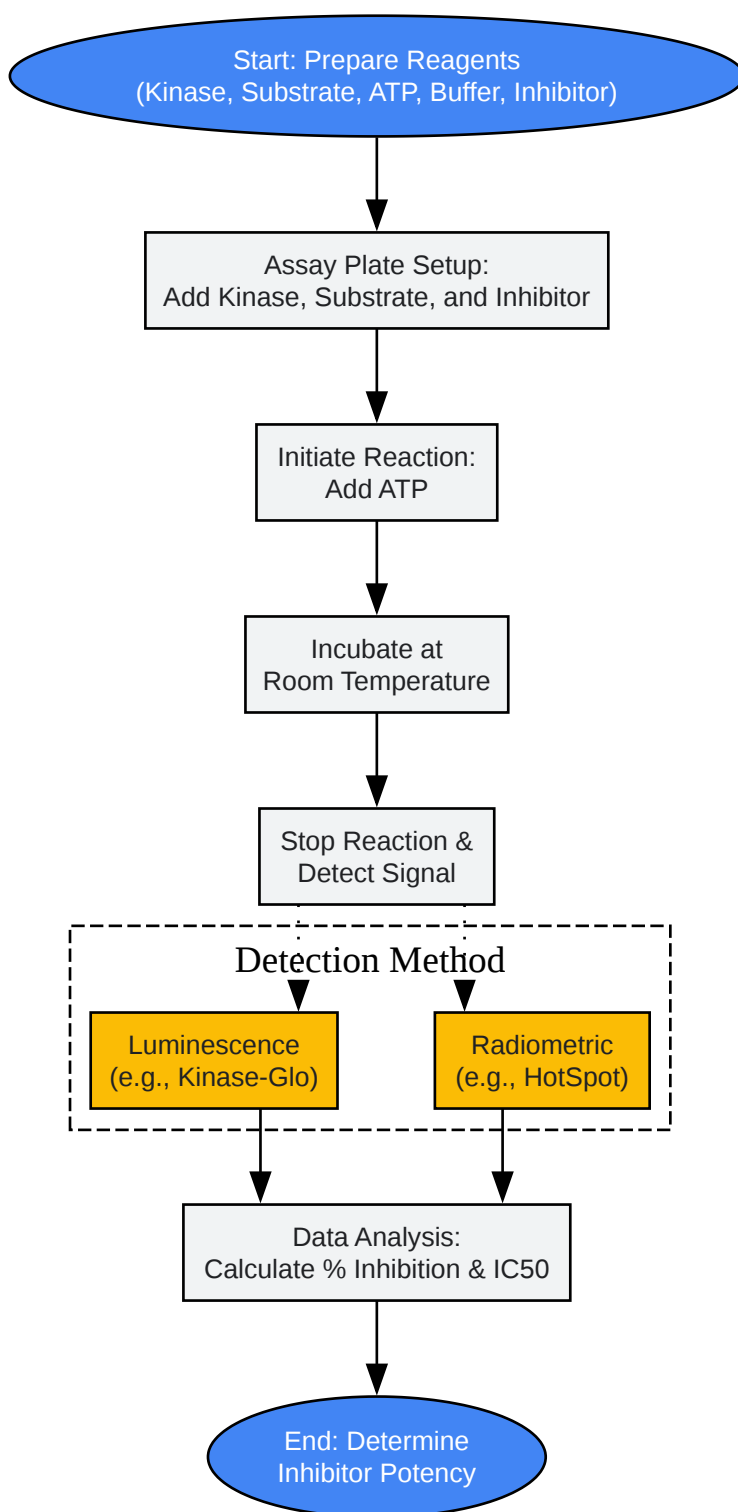 Start: Prepare Reagents
(Kinase, Substrate, ATP, Buffer, Inhibitor)
Assay Plate Setup:
Add Kinase, Substrate, and Inhibitor
Initiate Reaction:
Add ATP
Incubate at
Room Temperature
Stop Reaction &
Detect Signal
Detection Method
Luminescence
(e.g., Kinase-Glo)
Radiometric
(e.g., HotSpot)
Data Analysis:
Calculate % Inhibition & IC50
End: Determine
Inhibitor Potency